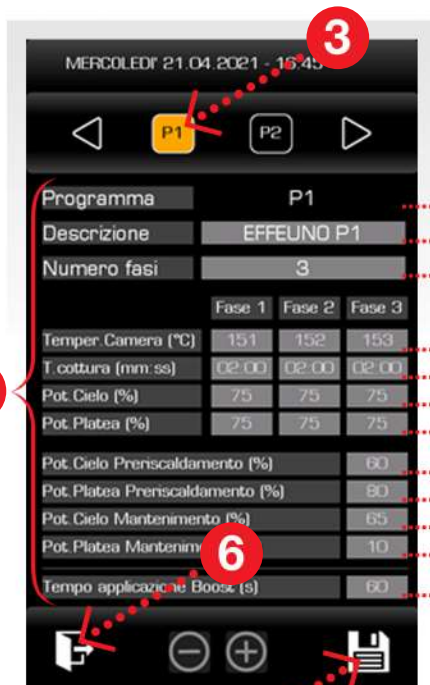 3
MERCOLEDI' 21.04.2021 - 16:45
P1 P2
Programma P1
Descrizione EFFEUNO P1
Numero fasi 3
Fase 1 Fase 2 Fase 3
Temper.Camera (°C) 151 152 153
T.cottura (mm:ss) 02:00 02:00 02:00
Pot.Cielo (%) 75 75 75
Pot.Platea (%) 75 75 75
Pot.Cielo Preriscaldamento (%) 60
Pot.Platea Preriscaldamento (%) 80
Pot.Cielo Mantenimento (%) 65
Pot.Platea 10
6
Tempo applicazione Boost (s) 60